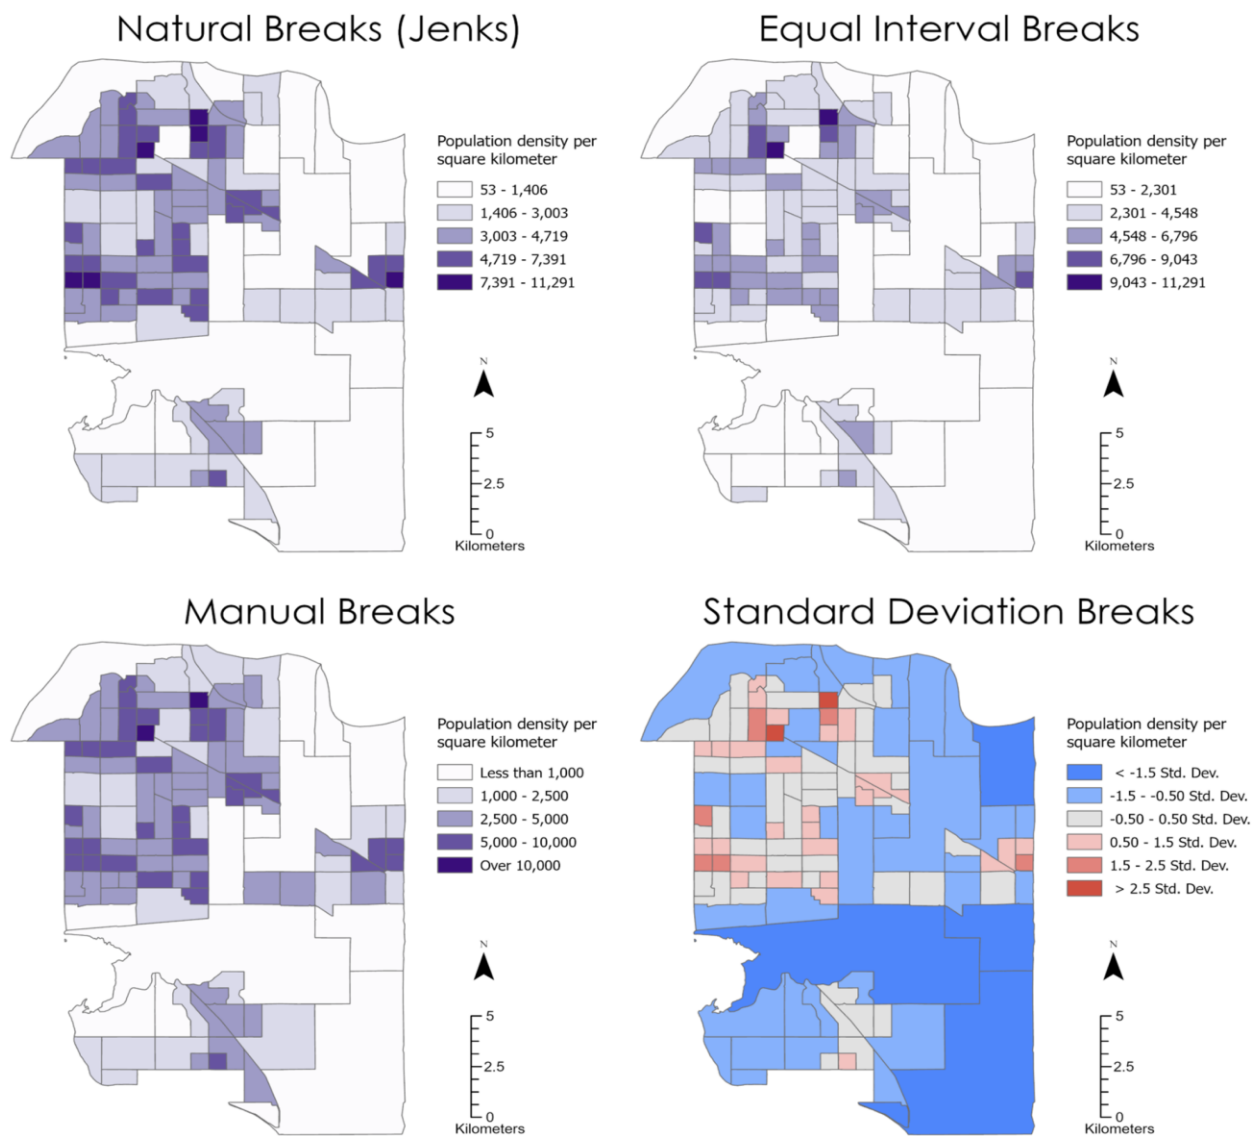 Natural Breaks (Jenks)
Population density per
square kilometer
53 - 1,406
1,406 - 3,003
3,003 - 4,719
4,719 - 7,391
7,391 - 11,291
N
5
2.5
0
Kilometers
Equal Interval Breaks
Population density per
square kilometer
53 - 2,301
2,301 - 4,548
4,548 - 6,796
6,796 - 9,043
9,043 - 11,291
N
5
2.5
0
Kilometers
Manual Breaks
Population density per
square kilometer
Less than 1,000
1,000 - 2,500
2,500 - 5,000
5,000 - 10,000
Over 10,000
N
5
2.5
0
Kilometers
Standard Deviation Breaks
Population density per
square kilometer
< -1.5 Std. Dev.
-1.5 - -0.50 Std. Dev.
-0.50 - 0.50 Std. Dev.
0.50 - 1.5 Std. Dev.
1.5 - 2.5 Std. Dev.
> 2.5 Std. Dev.
N
5
2.5
0
Kilometers